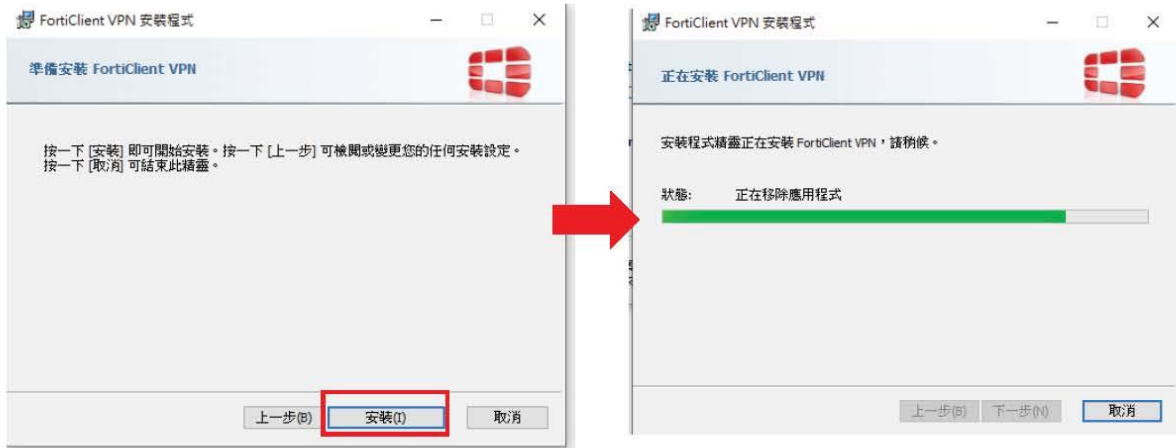 FortiClient VPN 安裝程式
準備安裝 FortiClient VPN
按一下 [安裝] 即可開始安裝。按一下 [上一步] 可檢閱或變更您的任何安裝設定。
按一下 [取消] 可結束此精靈。
上一步(B)
安裝(I)
取消
FortiClient VPN 安裝程式
正在安裝 FortiClient VPN
安裝程式精靈正在安裝 FortiClient VPN，請稍候。
狀態: 正在移除應用程式
上一步(B)
下一步(N)
取消